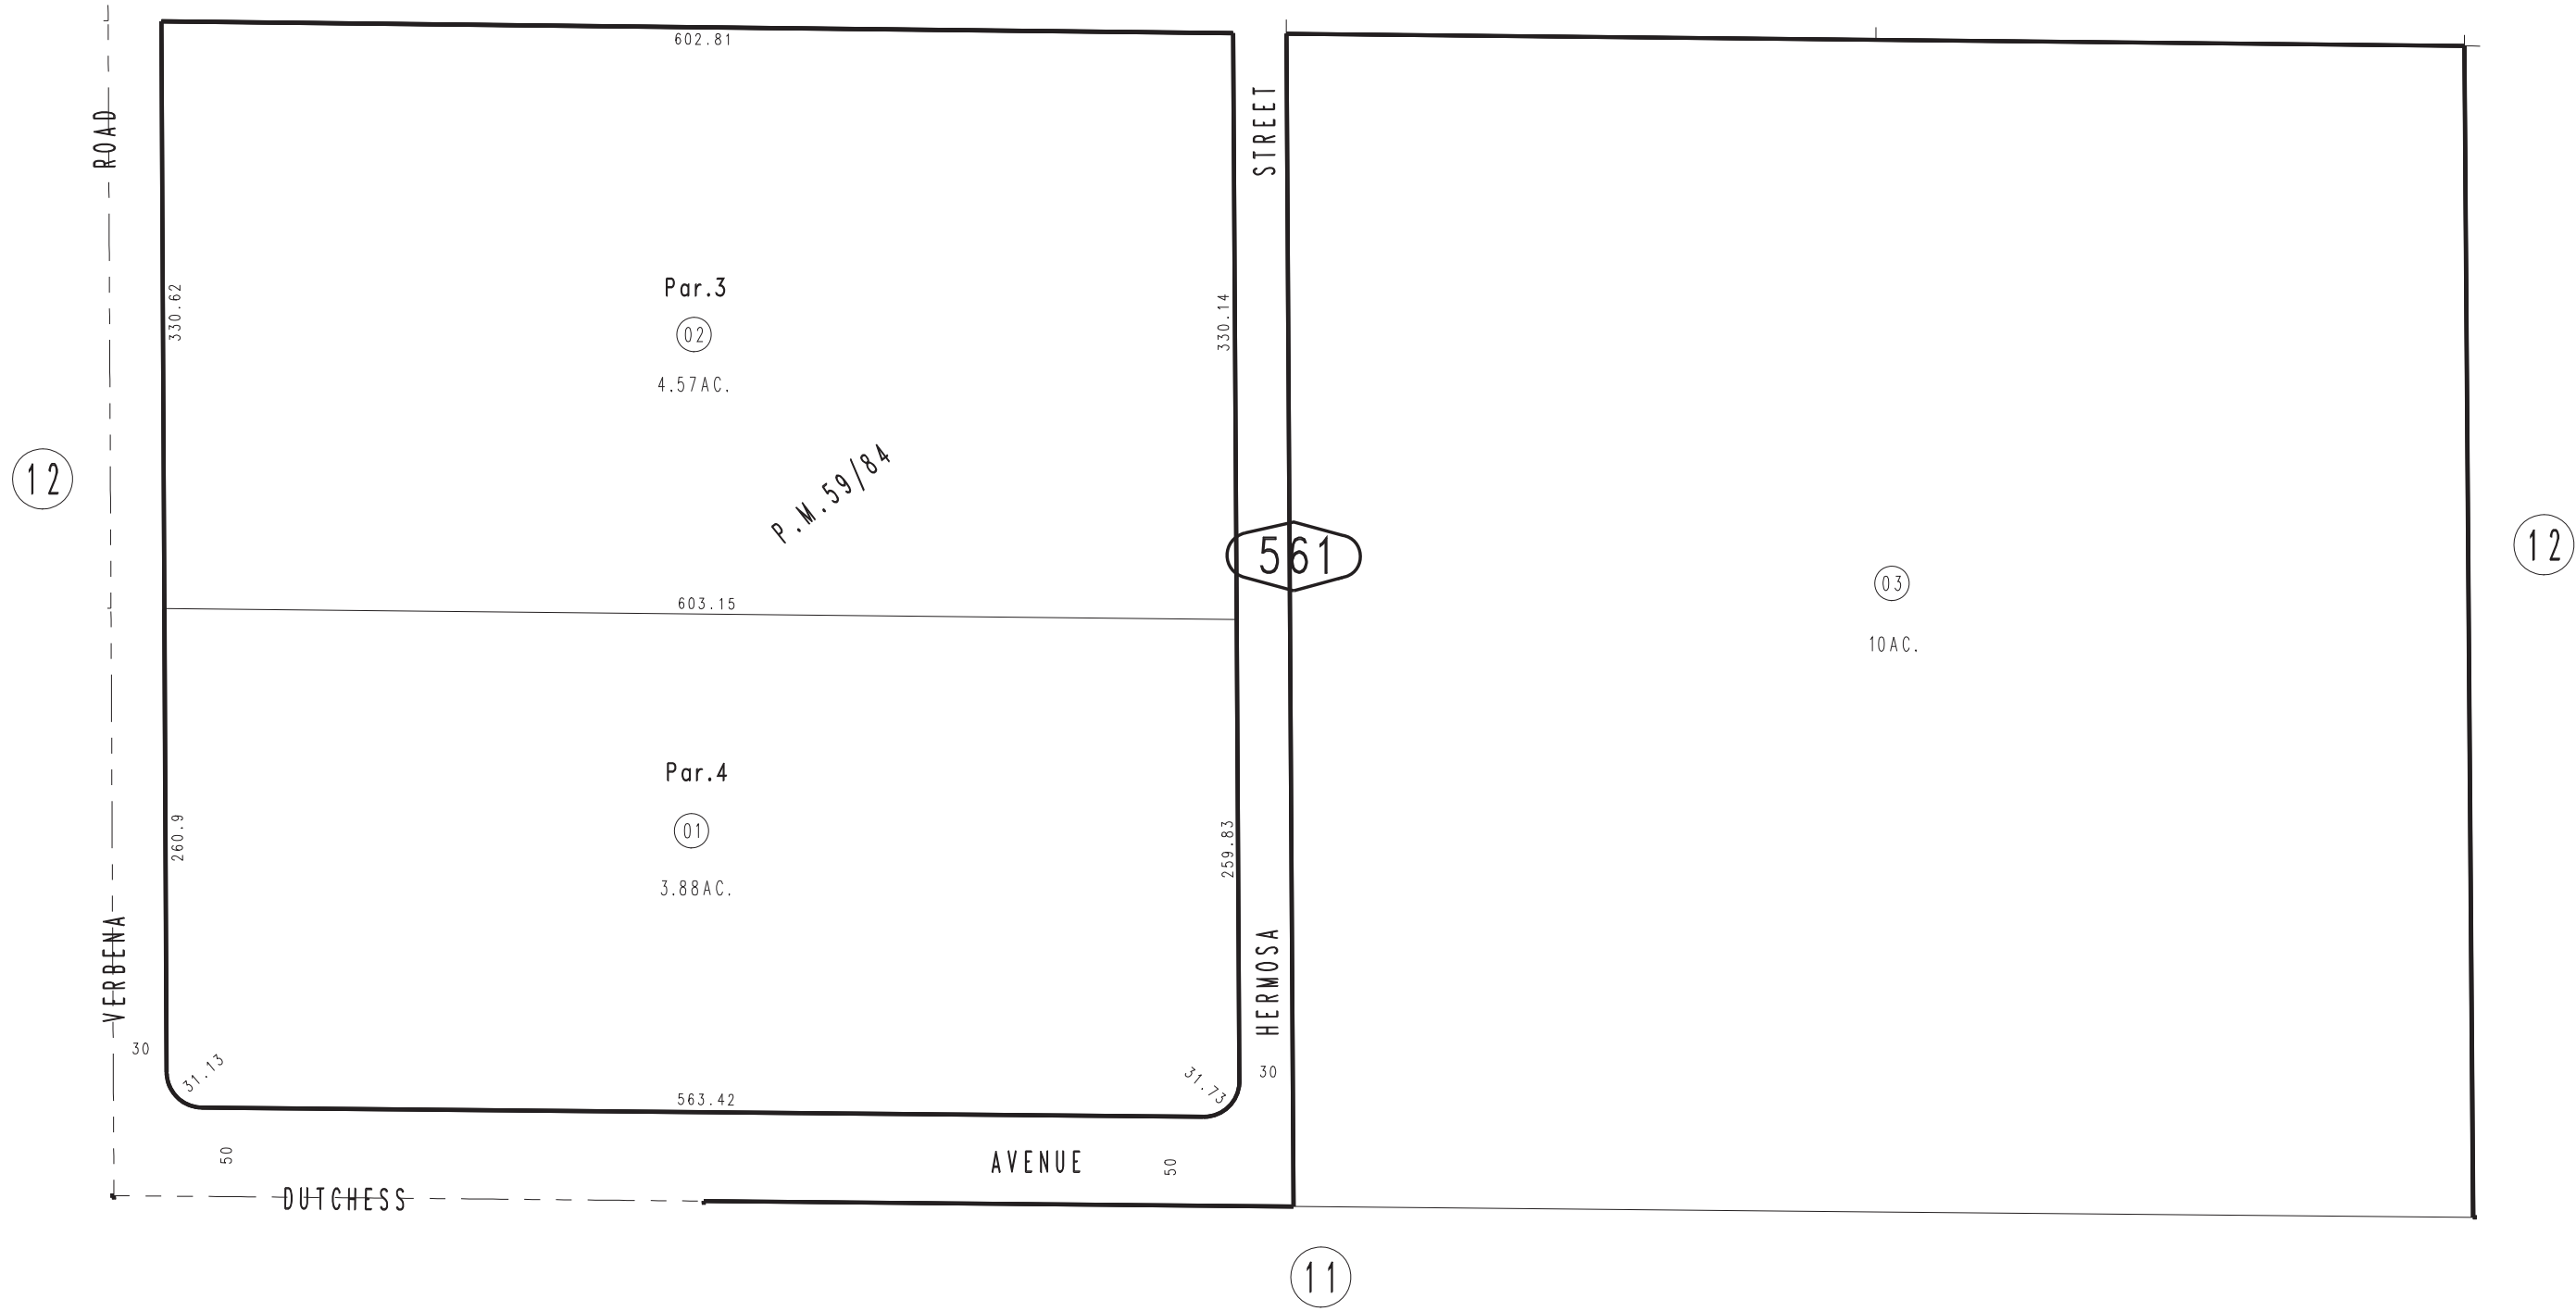 602.81
ROAD
STREET
Par.3
02
4.57AC.
330.62
330.14
P.M.59/84
12
561
12
03
10AC.
603.15
Par.4
01
3.88AC.
260.9
259.83
VERBENA
HERMOSA
30
31.13
31.73
30
563.42
50
AVENUE
50
DUTCHESS
11